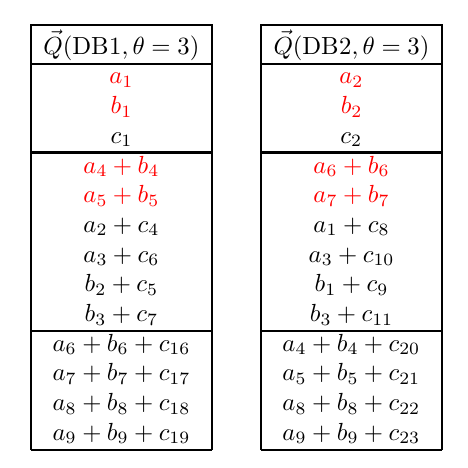 $\vec{Q}(\mathrm{DB1}, \theta = 3)$
$a_1$
$b_1$
$c_1$
$a_4 + b_4$
$a_5 + b_5$
$a_2 + c_4$
$a_3 + c_6$
$b_2 + c_5$
$b_3 + c_7$
$a_6 + b_6 + c_{16}$
$a_7 + b_7 + c_{17}$
$a_8 + b_8 + c_{18}$
$a_9 + b_9 + c_{19}$
$\vec{Q}(\mathrm{DB2}, \theta = 3)$
$a_2$
$b_2$
$c_2$
$a_6 + b_6$
$a_7 + b_7$
$a_1 + c_8$
$a_3 + c_{10}$
$b_1 + c_9$
$b_3 + c_{11}$
$a_4 + b_4 + c_{20}$
$a_5 + b_5 + c_{21}$
$a_8 + b_8 + c_{22}$
$a_9 + b_9 + c_{23}$